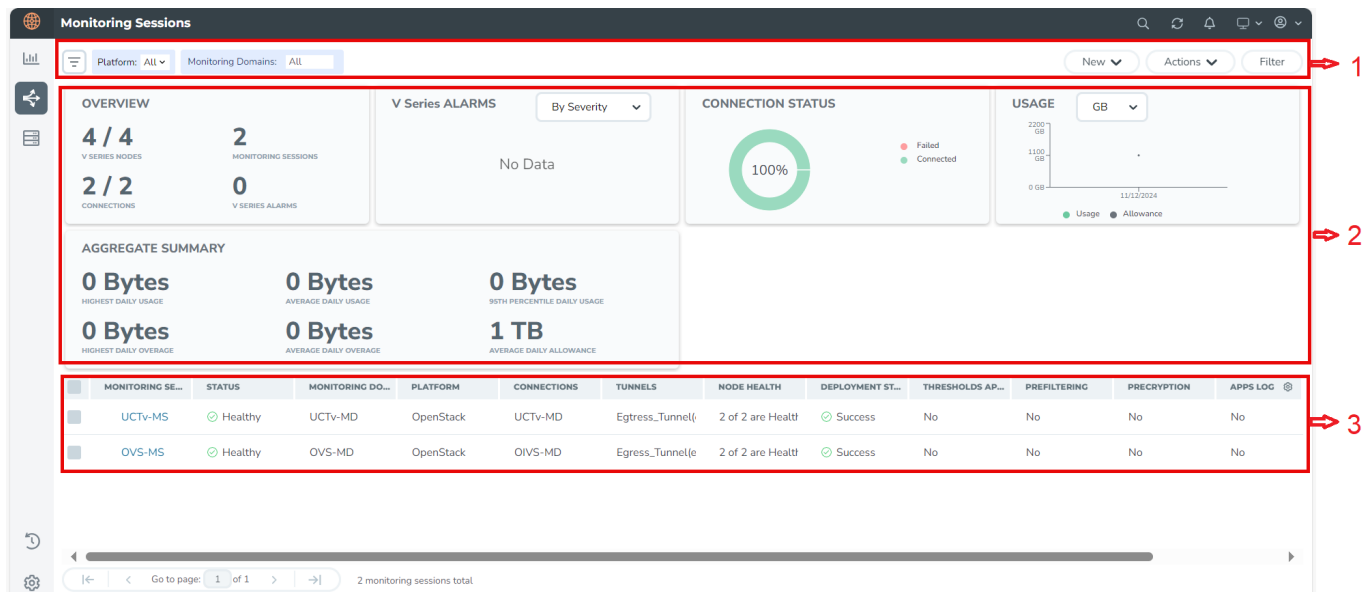 Monitoring Sessions
Platform: All
Monitoring Domains: All
New
Actions
Filter
1
OVERVIEW
4 / 4
V SERIES NODES
2
MONITORING SESSIONS
2 / 2
CONNECTIONS
0
V SERIES ALARMS
V Series ALARMS
By Severity
No Data
CONNECTION STATUS
100%
Failed
Connected
USAGE
GB
2200 GB
1100 GB
0 GB
11/12/2024
Usage
Allowance
2
AGGREGATE SUMMARY
0 Bytes
HIGHEST DAILY USAGE
0 Bytes
AVERAGE DAILY USAGE
0 Bytes
95TH PERCENTILE DAILY USAGE
0 Bytes
HIGHEST DAILY OVERAGE
0 Bytes
AVERAGE DAILY OVERAGE
1 TB
AVERAGE DAILY ALLOWANCE
MONITORING SE... STATUS MONITORING DO... PLATFORM CONNECTIONS TUNNELS NODE HEALTH DEPLOYMENT ST... THRESHOLDS AP... PREFILTERING PRECRYPTION APPS LOG
UCTv-MS Healthy UCTv-MD OpenStack UCTv-MD Egtress_Tunnel( 2 of 2 are Healt Success No No No No
OVS-MS Healthy OVS-MD OpenStack OIVS-MD Egress_Tunnel(e 2 of 2 are Healt Success No No No No
3
Go to page: 1 of 1
2 monitoring sessions total